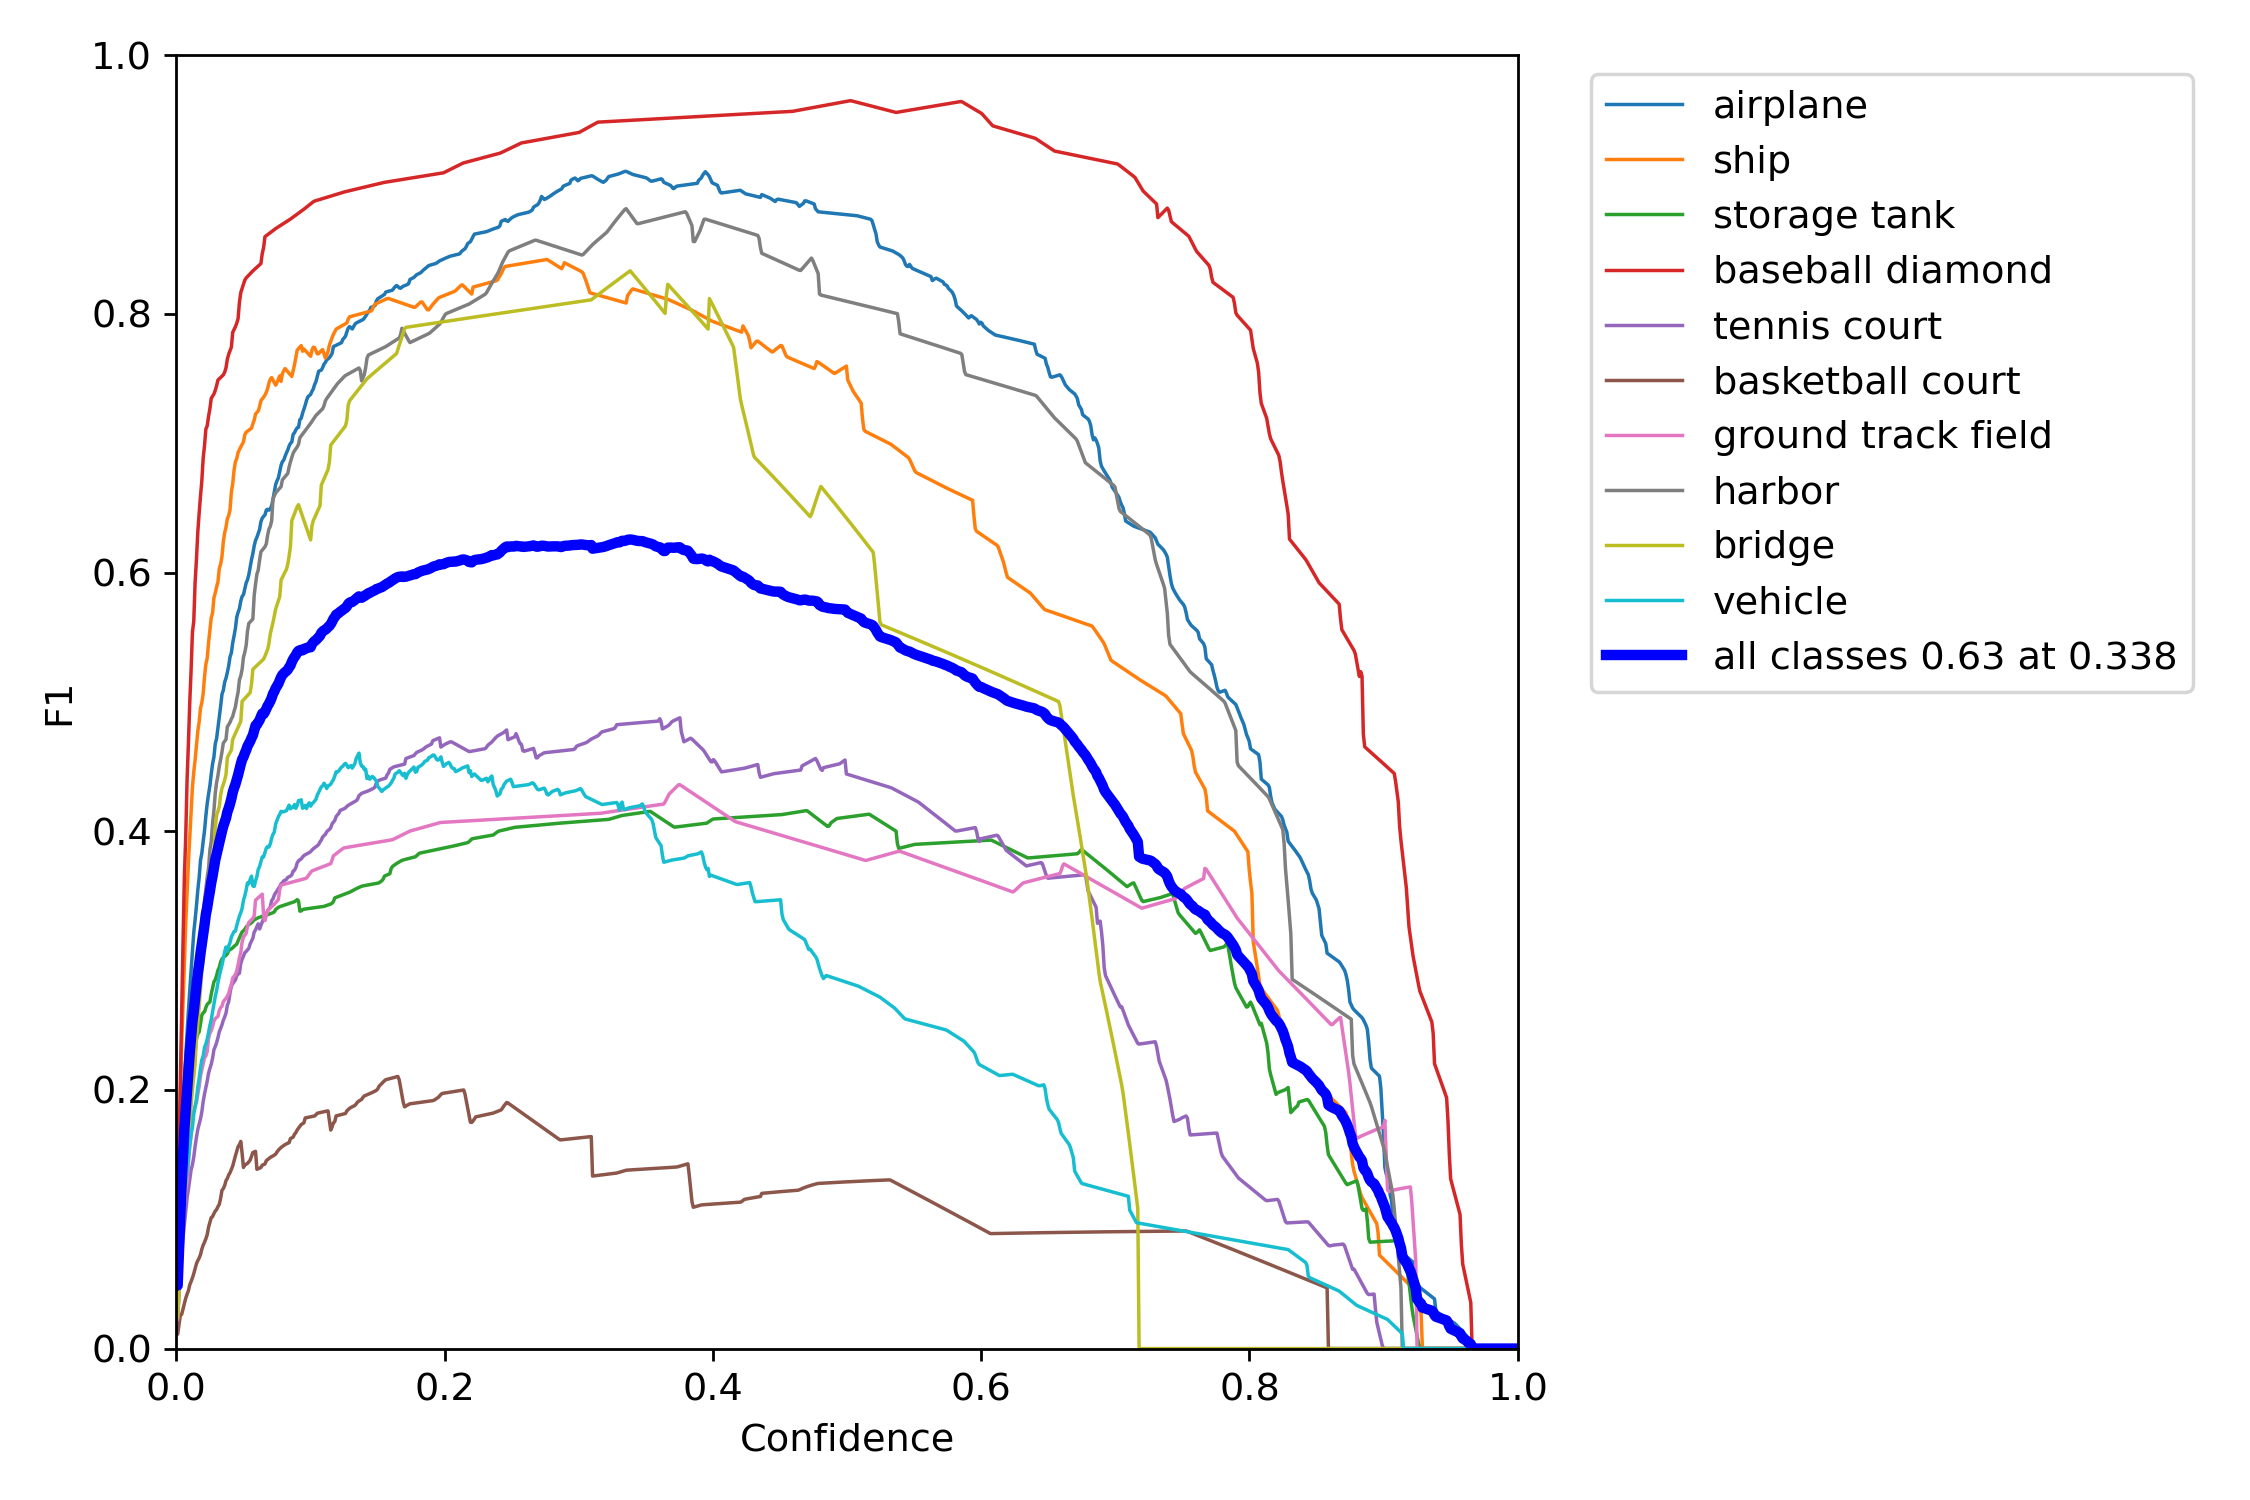 1.0
0.8
0.6
0.4
0.2
0.0
F1
0.0 0.2 0.4 0.6 0.8 1.0
Confidence
airplane
ship
storage tank
baseball diamond
tennis court
basketball court
ground track field
harbor
bridge
vehicle
all classes 0.63 at 0.338